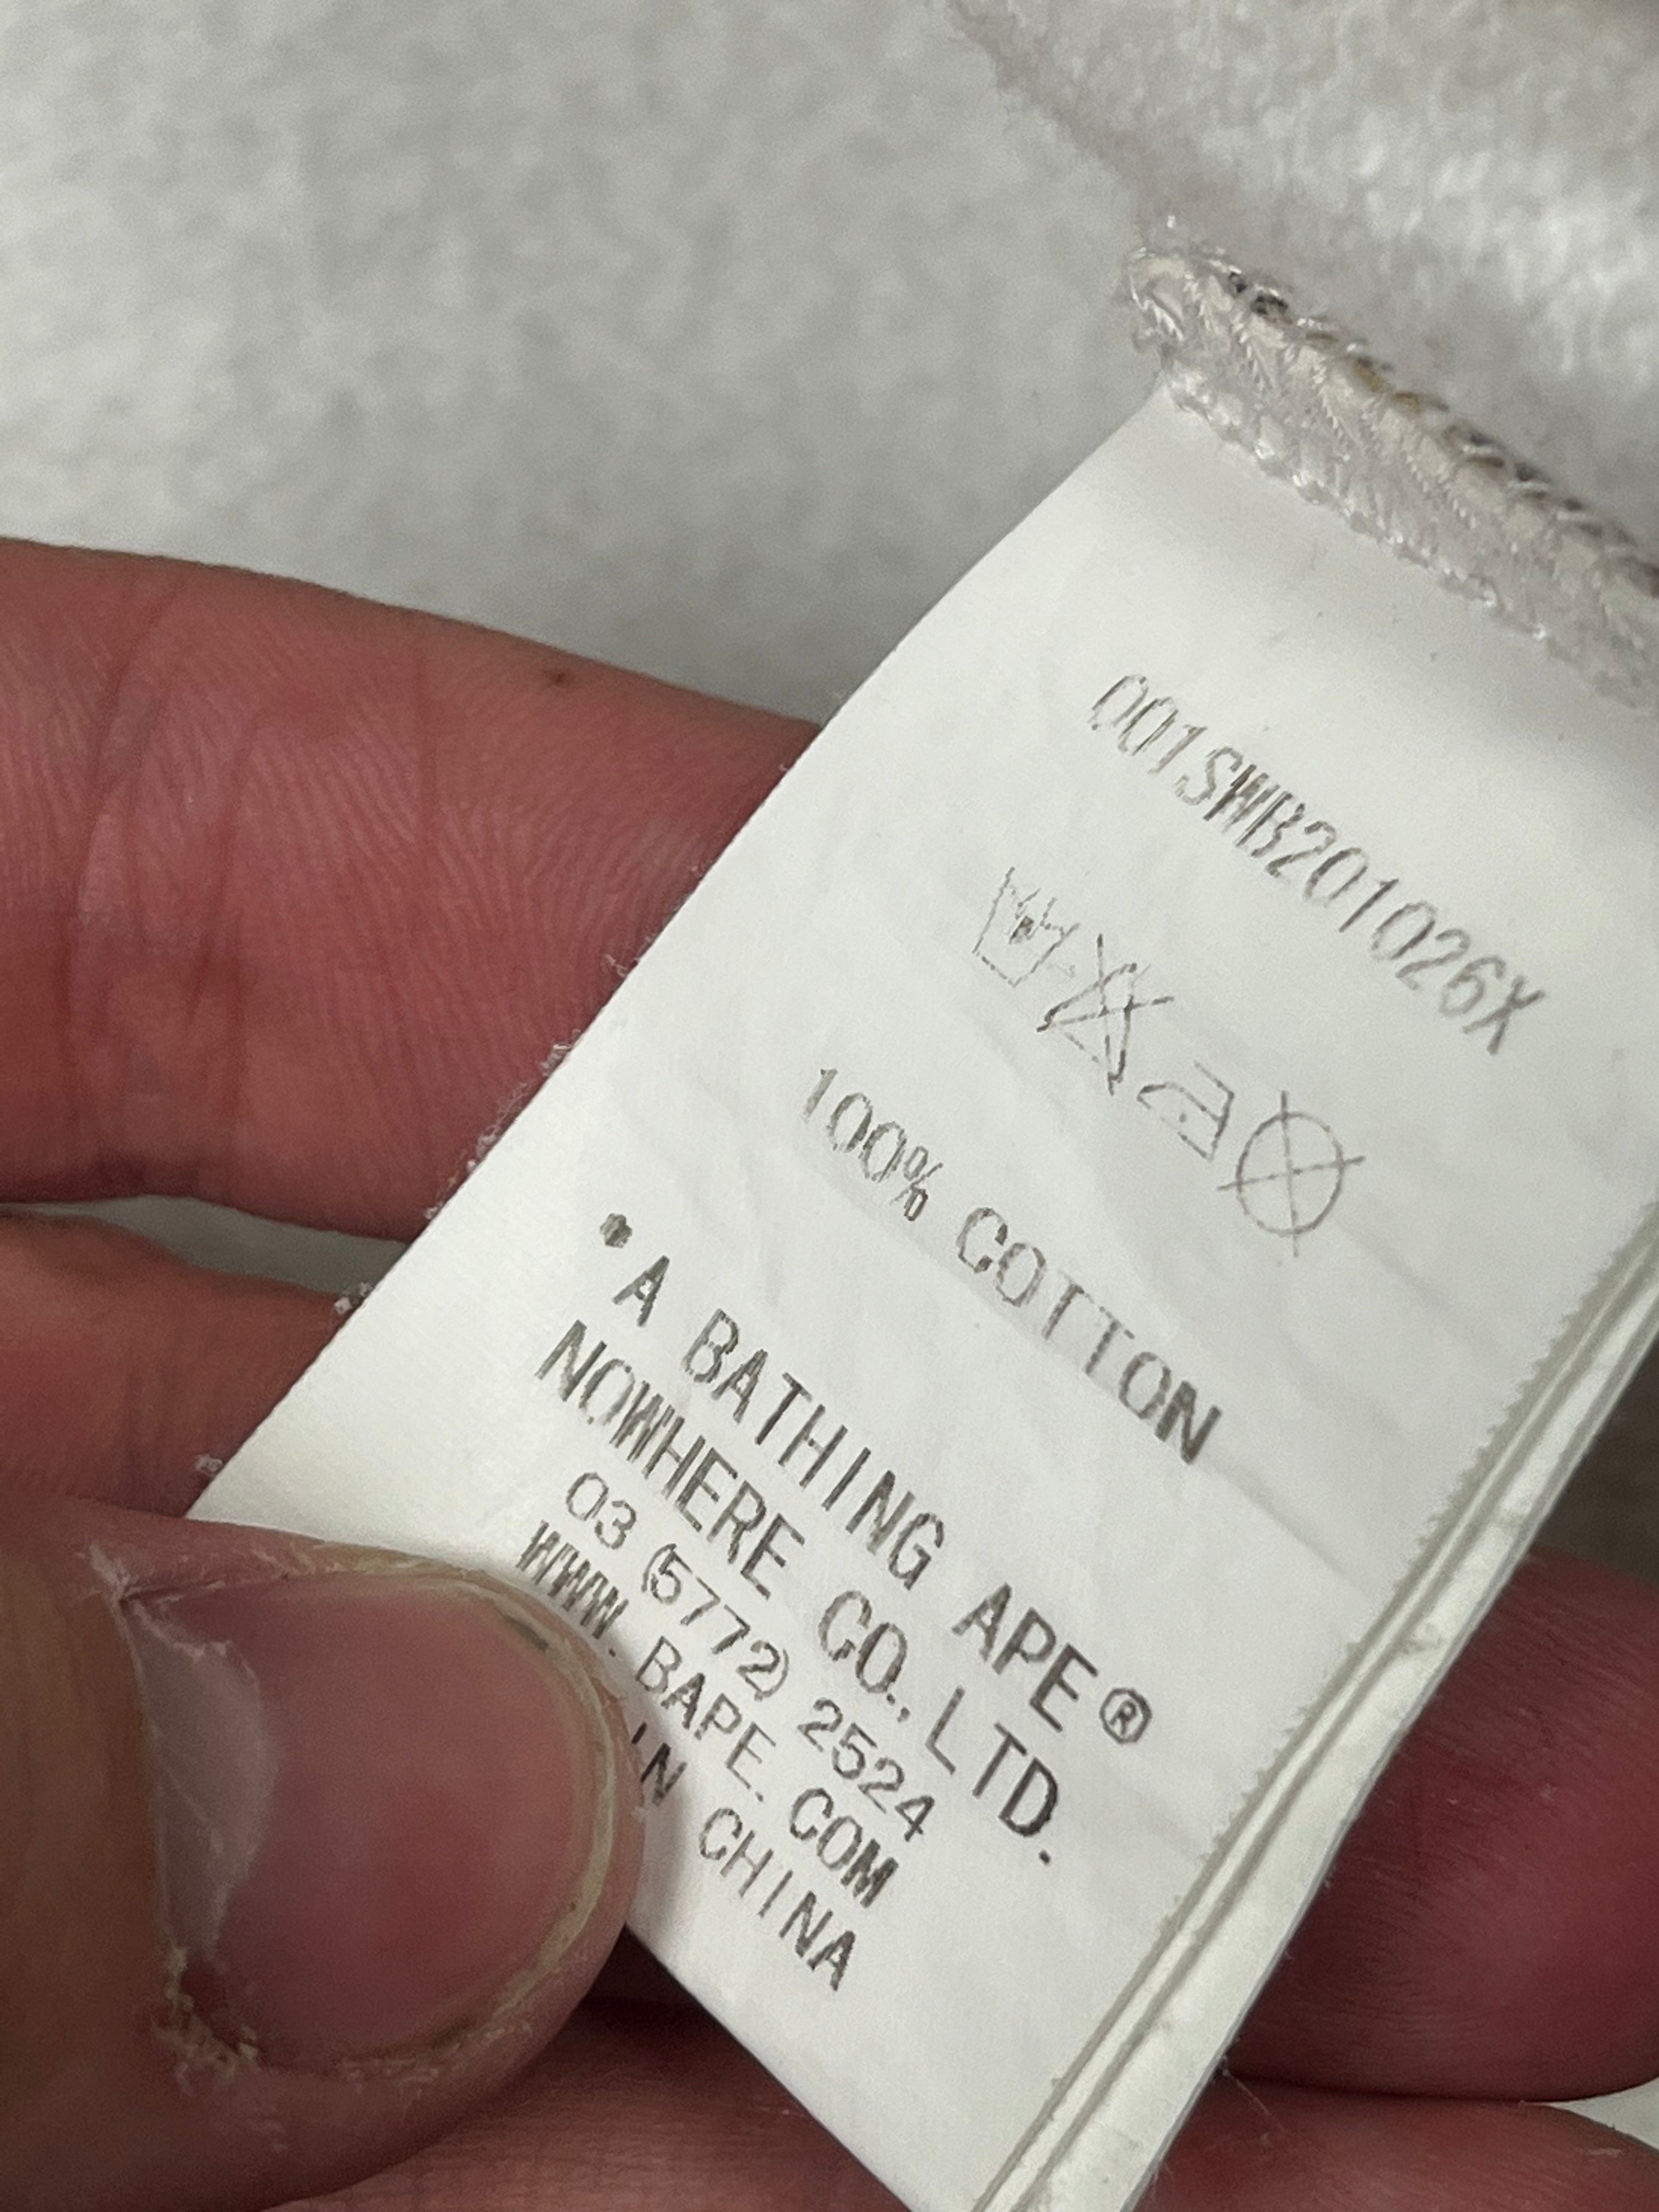 001SWB201026X
100% COTTON
•A BATHING APE®
NOWHERE CO., LTD.
03 (5772) 2524
WWW.BAPE.COM
IN CHINA